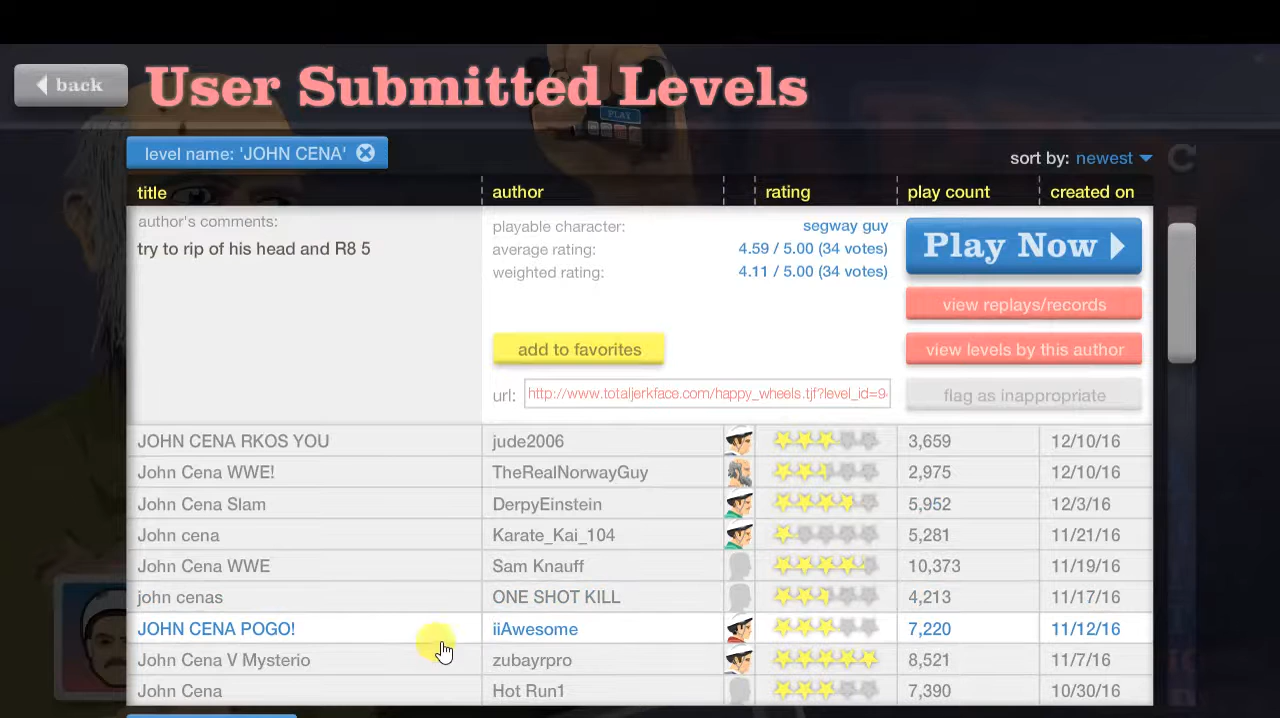 back User Submitted Levels
PLAY
level name: 'JOHN CENA' sort by: newest
title author rating play count created on
author's comments: playable character: segway guy Play Now
try to rip of his head and R8 5 average rating: 4.59 / 5.00 (34 votes)
weighted rating: 4.11 / 5.00 (34 votes)
view replays/records
add to favorites view levels by this author
url: http://www.totaljerkface.com/happy_wheels.tjf?level_id=9 flag as inappropriate
JOHN CENA RKOS YOU jude2006 3,659 12/10/16
John Cena WWE! TheRealNorwayGuy 2,975 12/10/16
John Cena Slam DerpyEinstein 5,952 12/3/16
John cena Karate_Kai_104 5,281 11/21/16
John Cena WWE Sam Knauff 10,373 11/19/16
john cenas ONE SHOT KILL 4,213 11/17/16
JOHN CENA POGO! iiAwesome 7,220 11/12/16
John Cena V Mysterio zubayrpro 8,521 11/7/16
John Cena Hot Run1 7,390 10/30/16